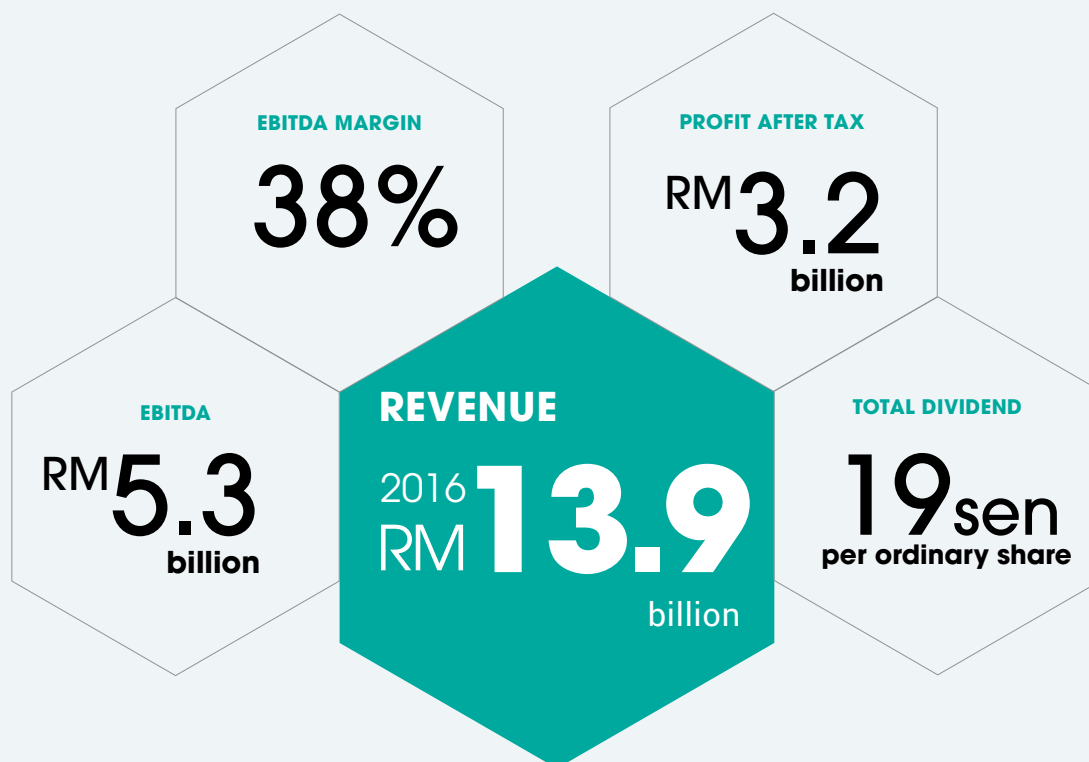 EBITDA MARGIN
38%
PROFIT AFTER TAX
RM3.2
billion
EBITDA
RM5.3
billion
REVENUE
2016
RM13.9
billion
TOTAL DIVIDEND
19sen
per ordinary share